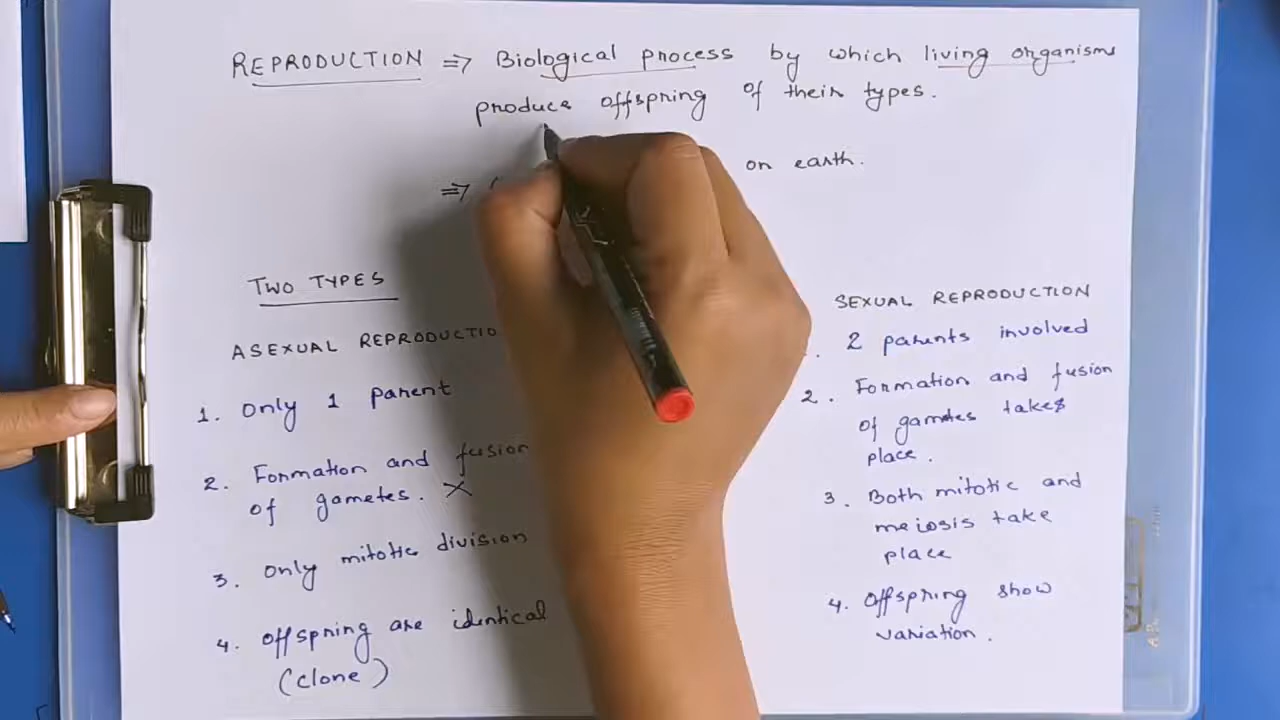 REPRODUCTION ⇒ Biological process by which living organisms
produce offspring of their types.
⇒ on earth.
TWO TYPES
ASEXUAL REPRODUCTIO
1. Only 1 parent
2. Formation and fusion
of gametes. X
3. Only mitotic division
4. Offspring are identical
(clone)
SEXUAL REPRODUCTION
. 2 parents involved
2. Formation and fusion
of gametes takes
place.
3. Both mitotic and
meiosis take
place
4. Offspring show
variation.